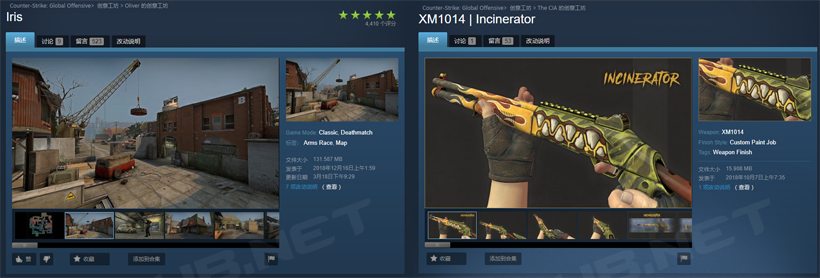 Counter-Strike: Global Offensive > 创意工坊 > Oliver 的创意工坊
Iris
4,410 个评分
描述 讨论 9 留言 523 改动说明
Game Mode: Classic, Deathmatch
标签: Arms Race, Map
文件大小 131.587 MB
发表于 2018年12月16日上午1:59
更新日期 3月18日下午9:29
7 项改动说明 (查看)
赞 收藏 添加到合集
Counter-Strike: Global Offensive > 创意工坊 > The CIA 的创意工坊
XM1014 | Incinerator
描述 讨论 1 留言 33 改动说明
INCINERATOR
Weapon: XM1014
Finish Style: Custom Paint Job
Tags: Weapon Finish
文件大小 15.908 MB
发表于 2018年10月7日上午7:35
1 项改动说明 (查看)
收藏 添加到合集